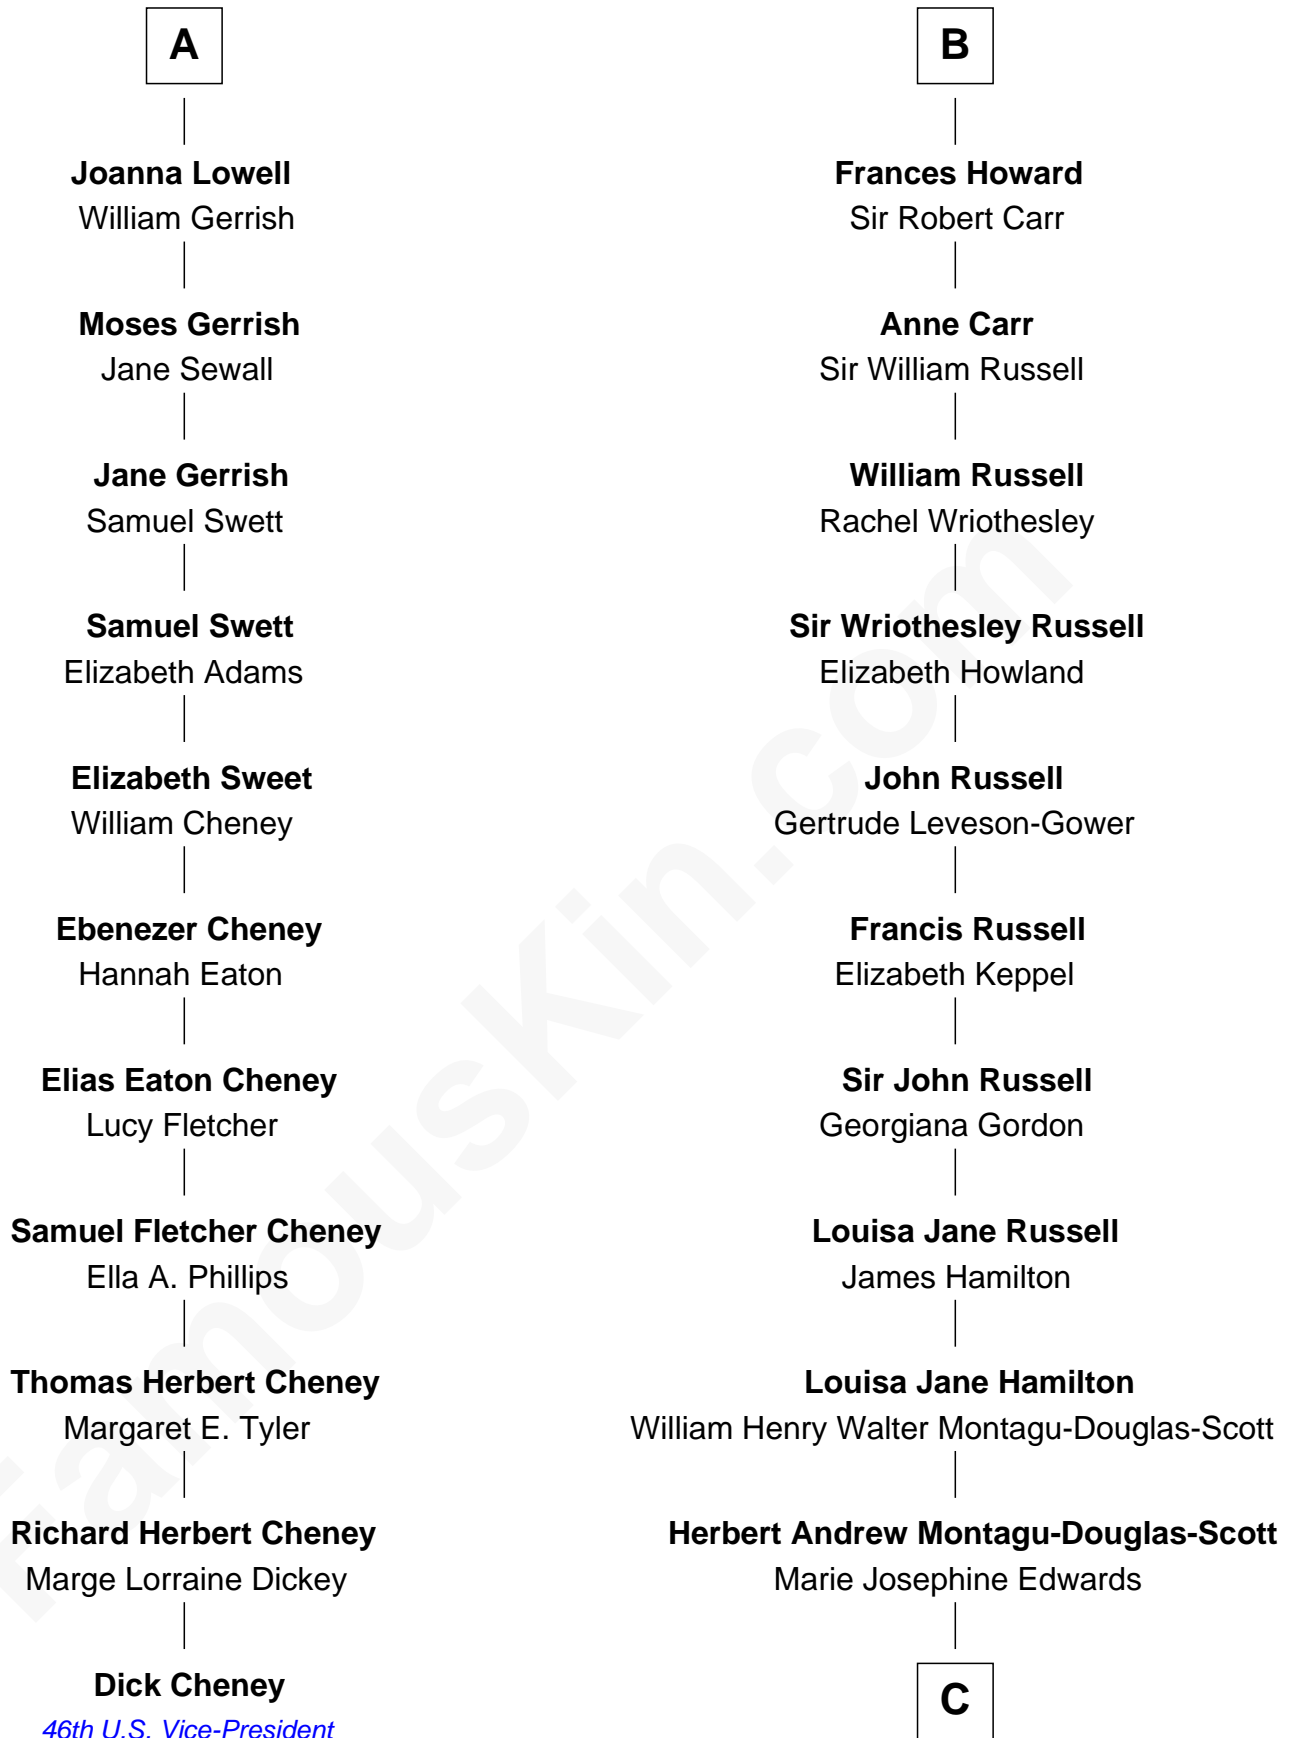 A
Joanna Lowell
William Gerrish
Moses Gerrish
Jane Sewall
Jane Gerrish
Samuel Swett
Samuel Swett
Elizabeth Adams
Elizabeth Sweet
William Cheney
Ebenezer Cheney
Hannah Eaton
Elias Eaton Cheney
Lucy Fletcher
Samuel Fletcher Cheney
Ella A. Phillips
Thomas Herbert Cheney
Margaret E. Tyler
Richard Herbert Cheney
Marge Lorraine Dickey
Dick Cheney
46th U.S. Vice-President
B
Frances Howard
Sir Robert Carr
Anne Carr
Sir William Russell
William Russell
Rachel Wriothesley
Sir Wriothesley Russell
Elizabeth Howland
John Russell
Gertrude Leveson-Gower
Francis Russell
Elizabeth Keppel
Sir John Russell
Georgiana Gordon
Louisa Jane Russell
James Hamilton
Louisa Jane Hamilton
William Henry Walter Montagu-Douglas-Scott
Herbert Andrew Montagu-Douglas-Scott
Marie Josephine Edwards
C
FamousKin.com